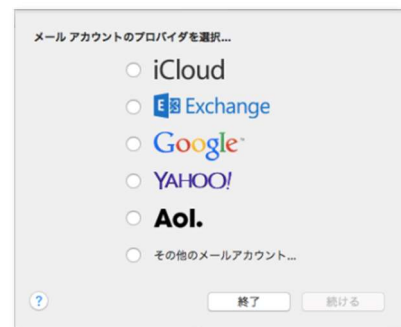 メール アカウントのプロバイダを選択...
iCloud
E Exchange
Google™
YAHOO!
Aol.
その他のメールアカウント...
? 終了 続ける